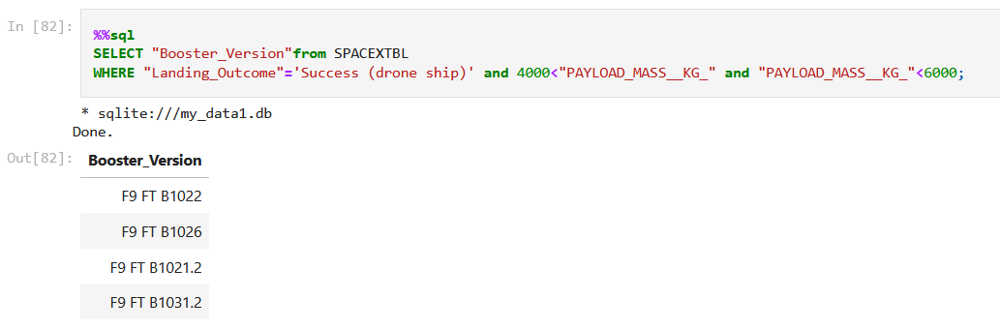 In [82]:
%%sql
SELECT "Booster_Version"from SPACEXTBL
WHERE "Landing_Outcome"='Success (drone ship)' and 4000<"PAYLOAD_MASS__KG_" and "PAYLOAD_MASS__KG_"<6000;
* sqlite:///my_data1.db
Done.
Out[82]:
Booster_Version
F9 FT B1022
F9 FT B1026
F9 FT B1021.2
F9 FT B1031.2